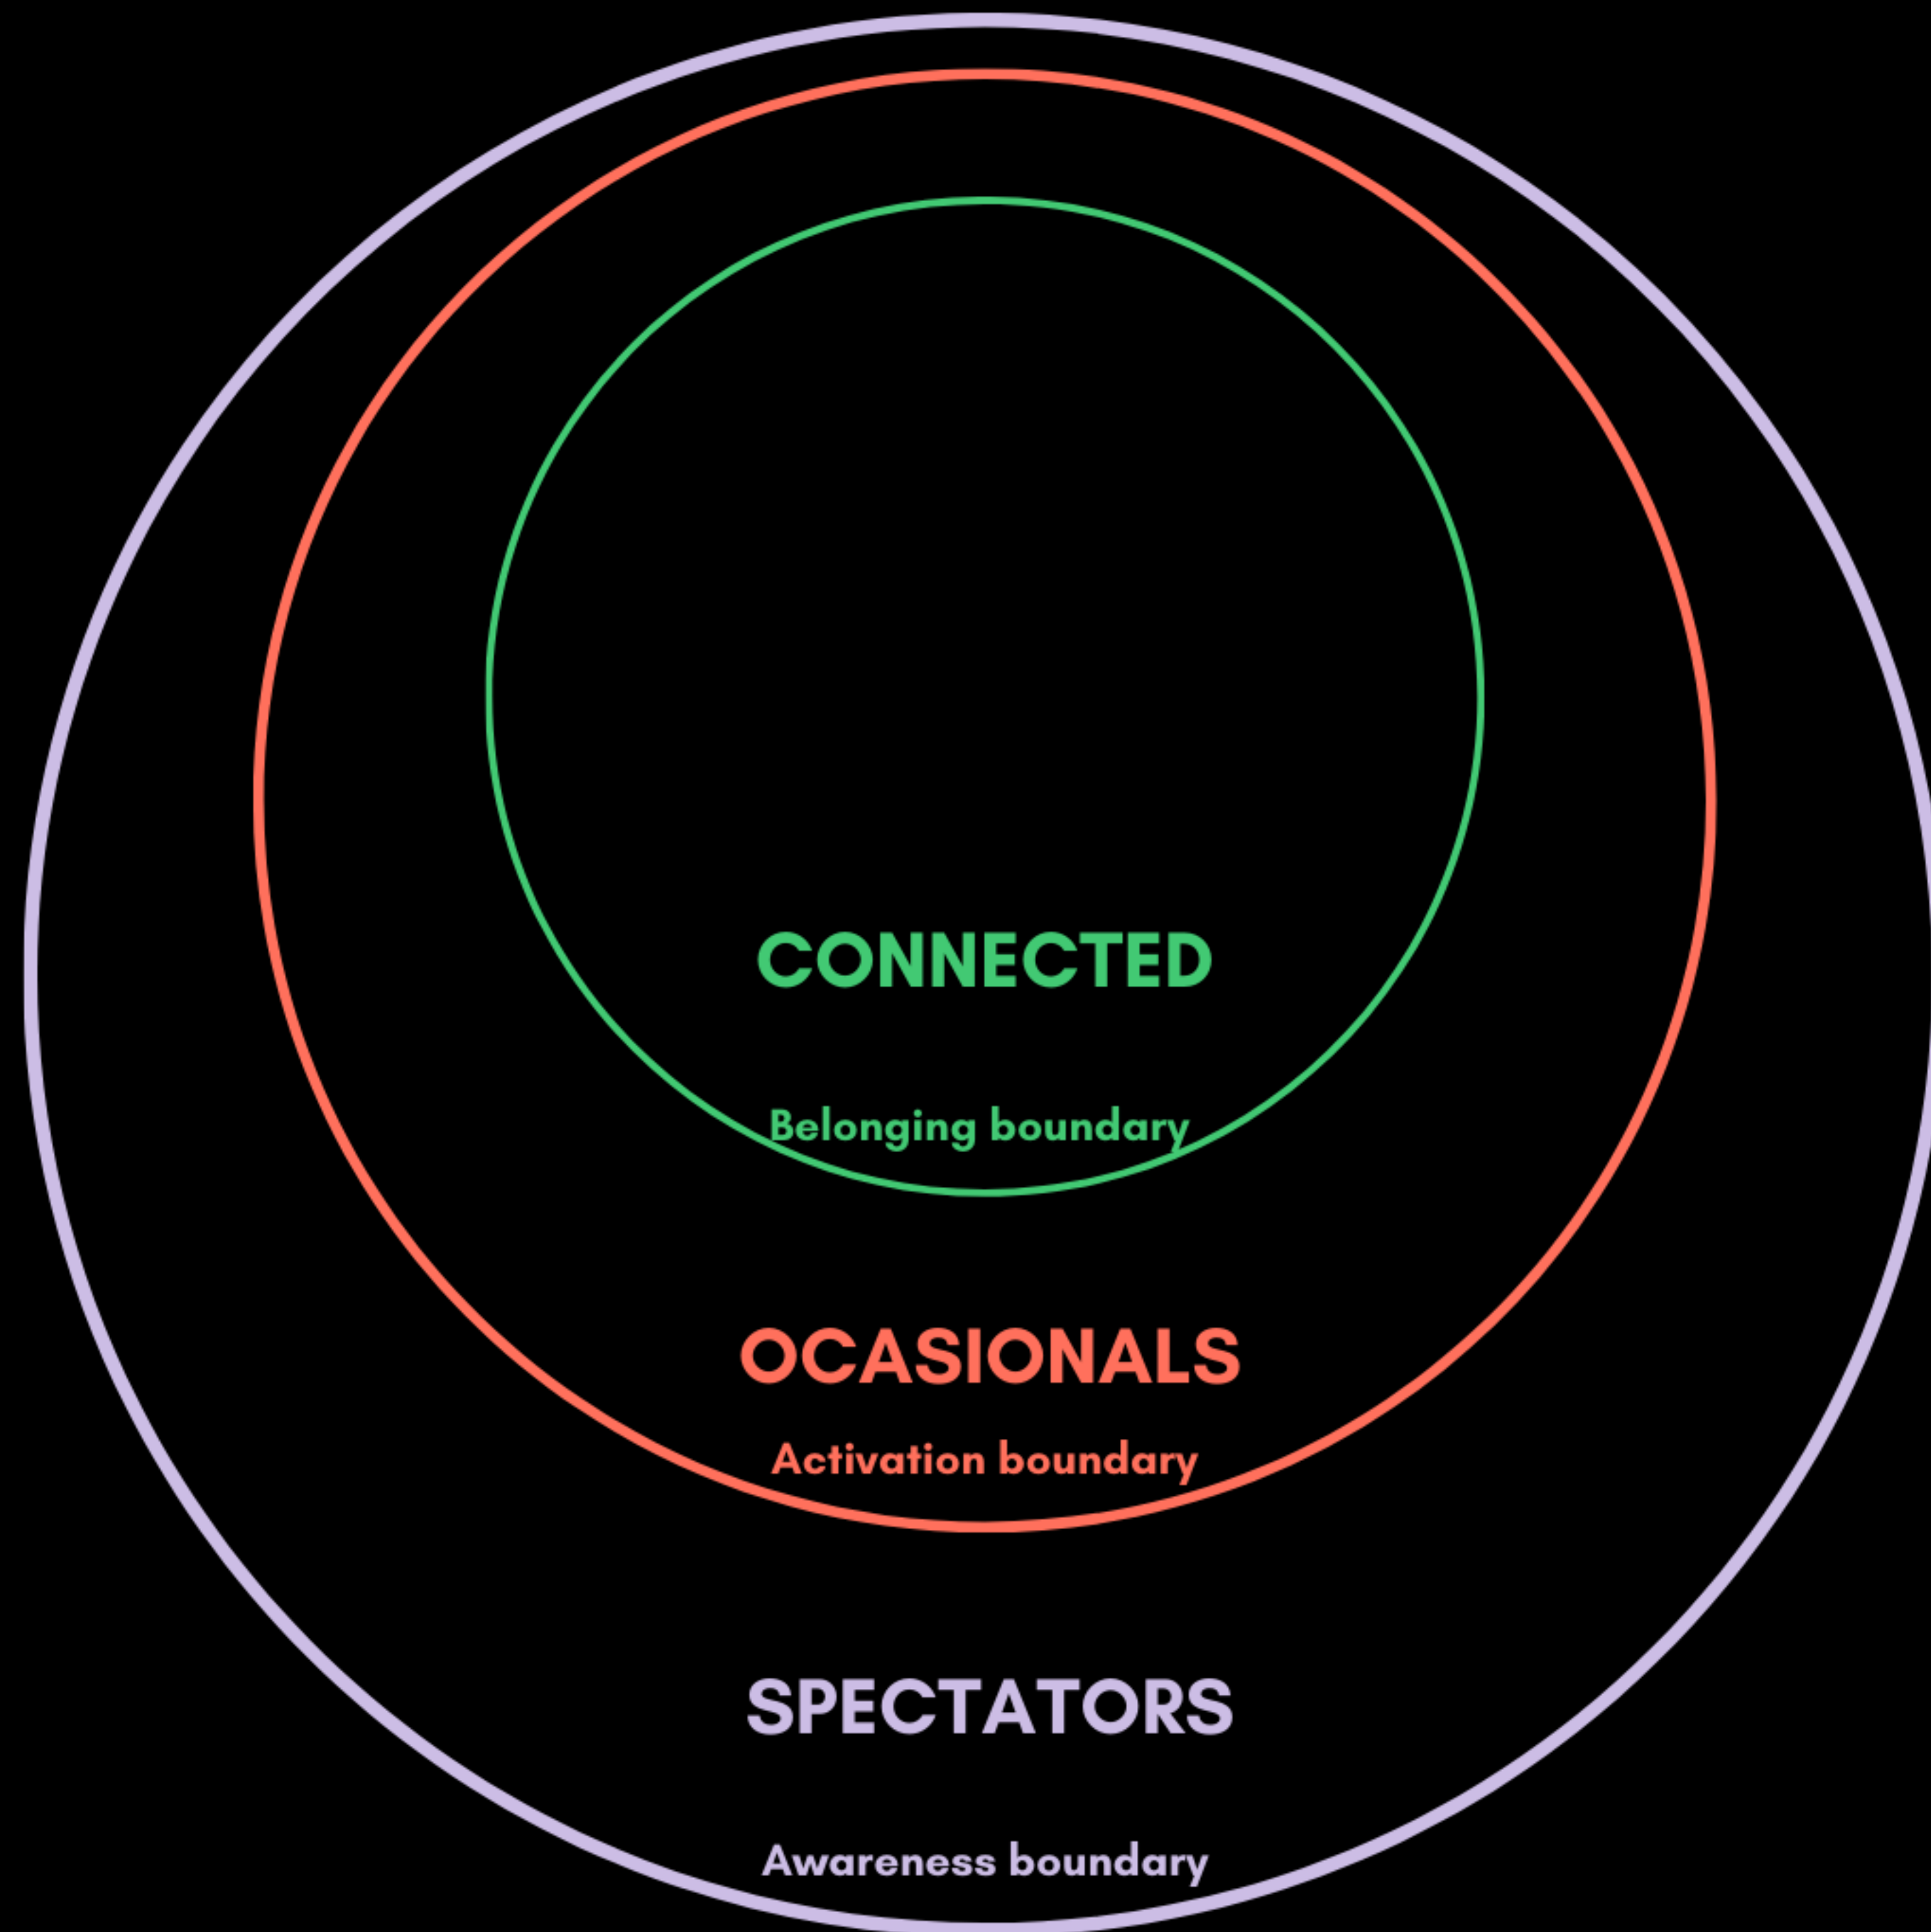 CONNECTED
Belonging boundary
OCASIONALS
Activation boundary
SPECTATORS
Awareness boundary